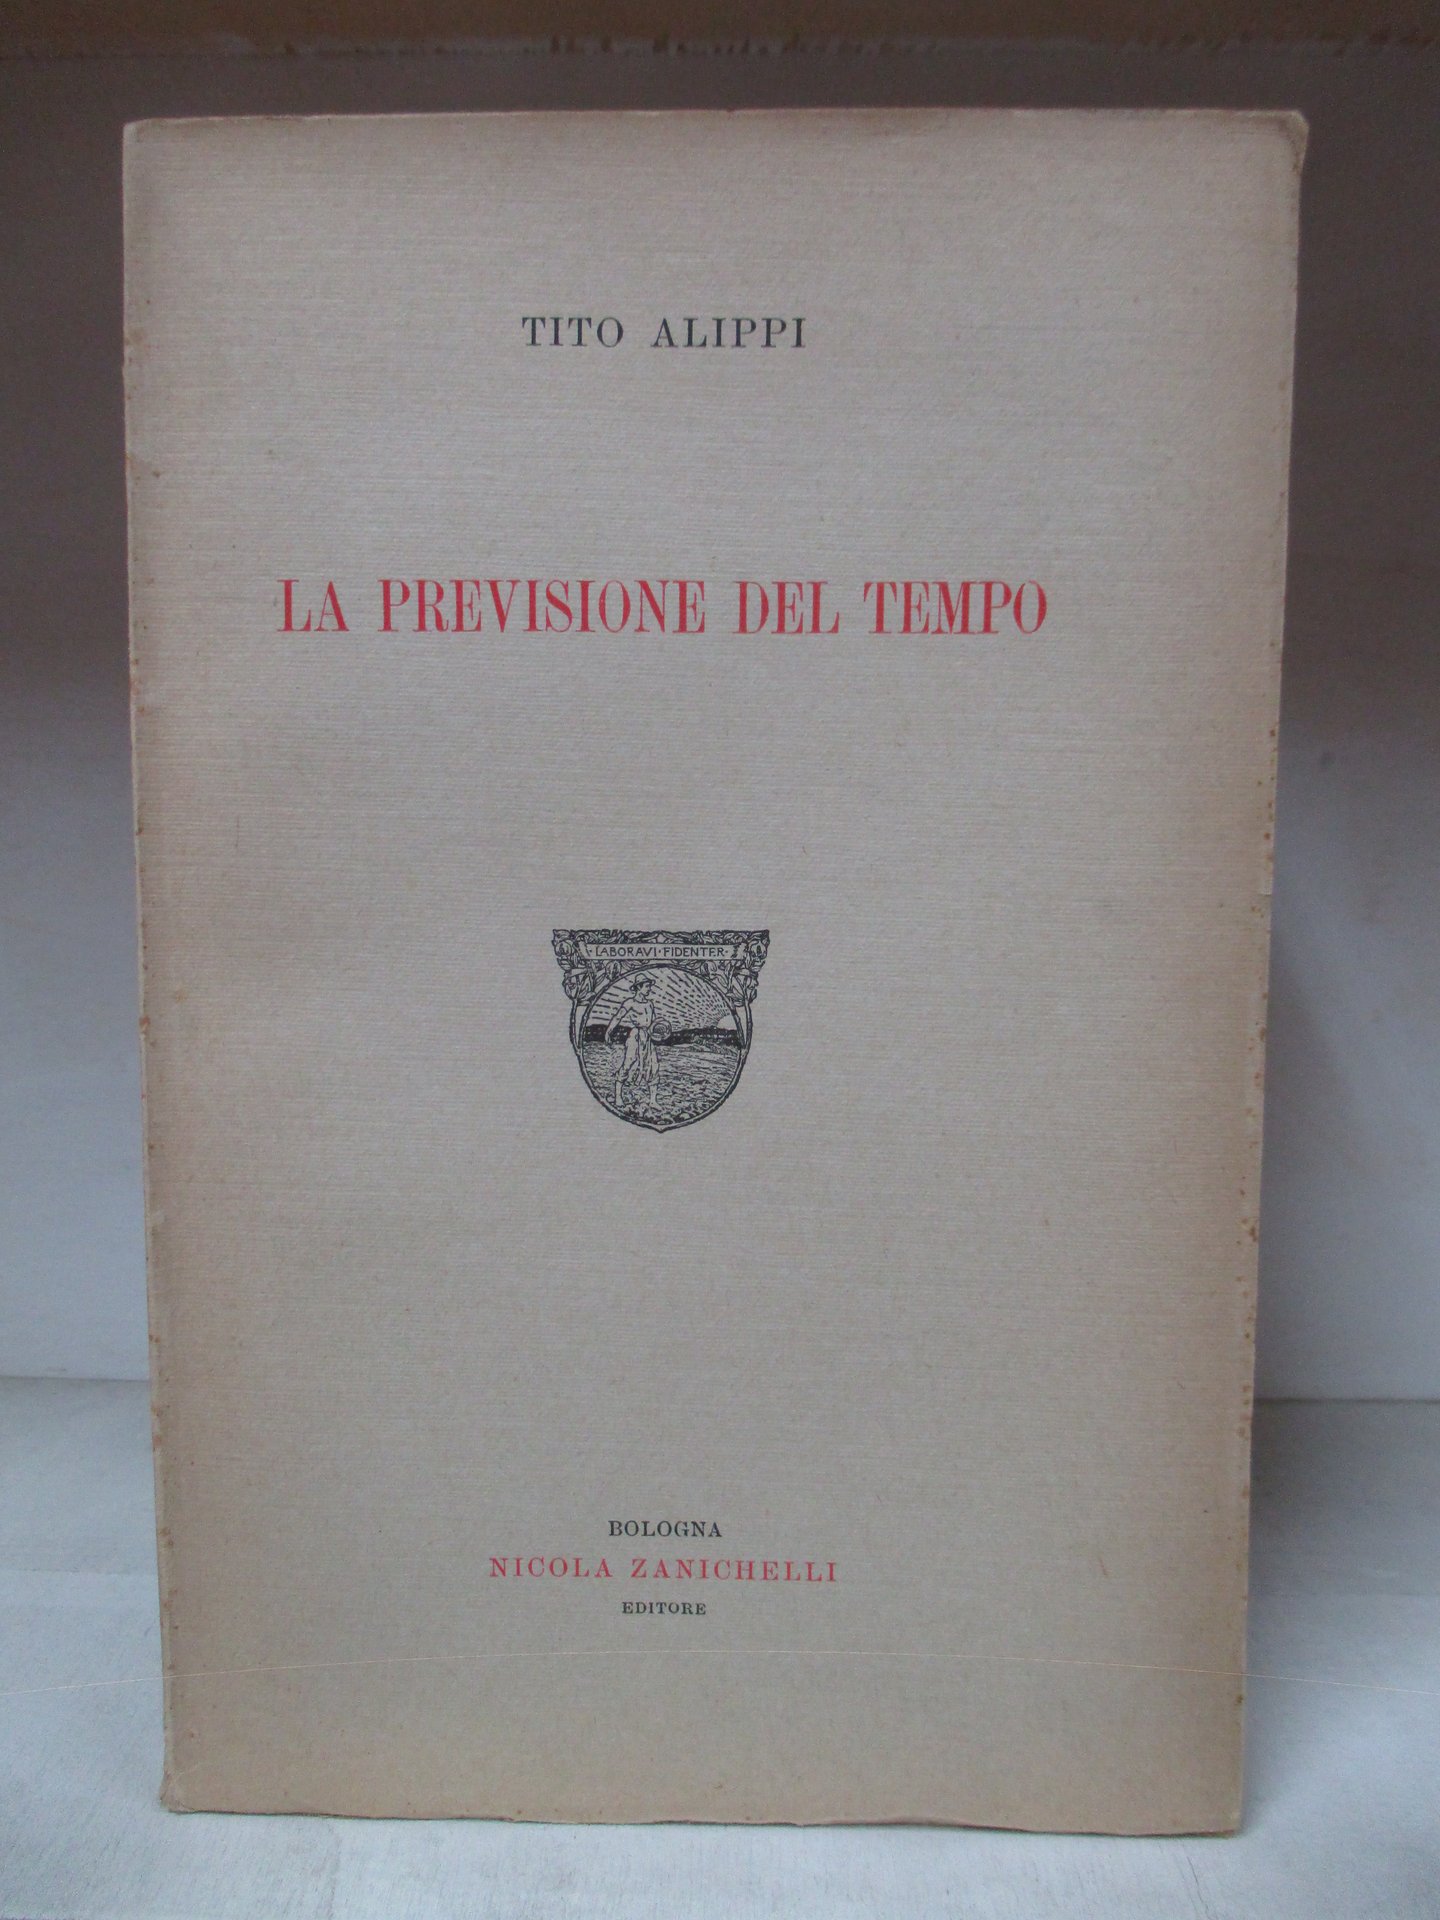 TITO ALIPPI
LA PREVISIONE DEL TEMPO
·LABORAVI·FIDENTER·
BOLOGNA
NICOLA ZANICHELLI
EDITORE